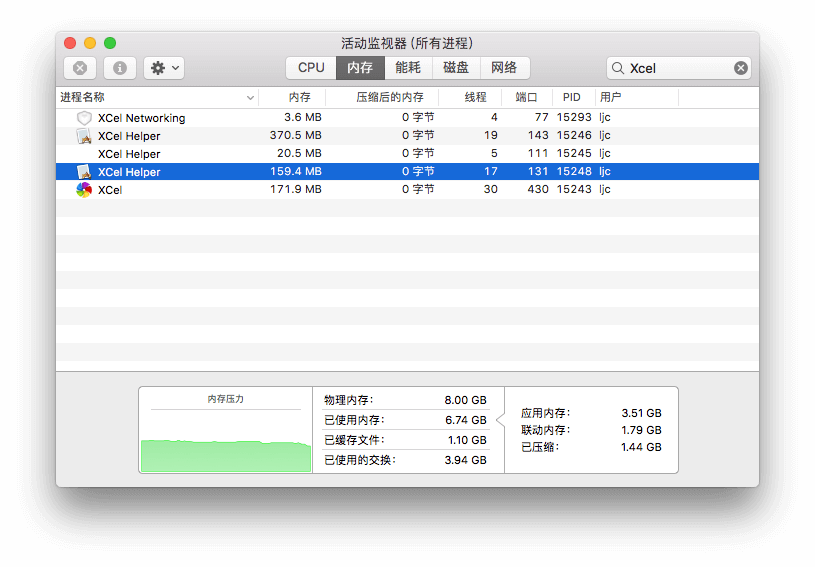 活动监视器 (所有进程)
CPU 内存 能耗 磁盘 网络 Xcel
进程名称 内存 压缩后的内存 线程 端口 PID 用户
XCel Networking 3.6 MB 0 字节 4 77 15293 ljc
XCel Helper 370.5 MB 0 字节 19 143 15246 ljc
XCel Helper 20.5 MB 0 字节 5 111 15245 ljc
XCel Helper 159.4 MB 0 字节 17 131 15248 ljc
XCel 171.9 MB 0 字节 30 430 15243 ljc
内存压力
物理内存： 8.00 GB
已使用内存： 6.74 GB
已缓存文件： 1.10 GB
已使用的交换： 3.94 GB
应用内存： 3.51 GB
联动内存： 1.79 GB
已压缩： 1.44 GB